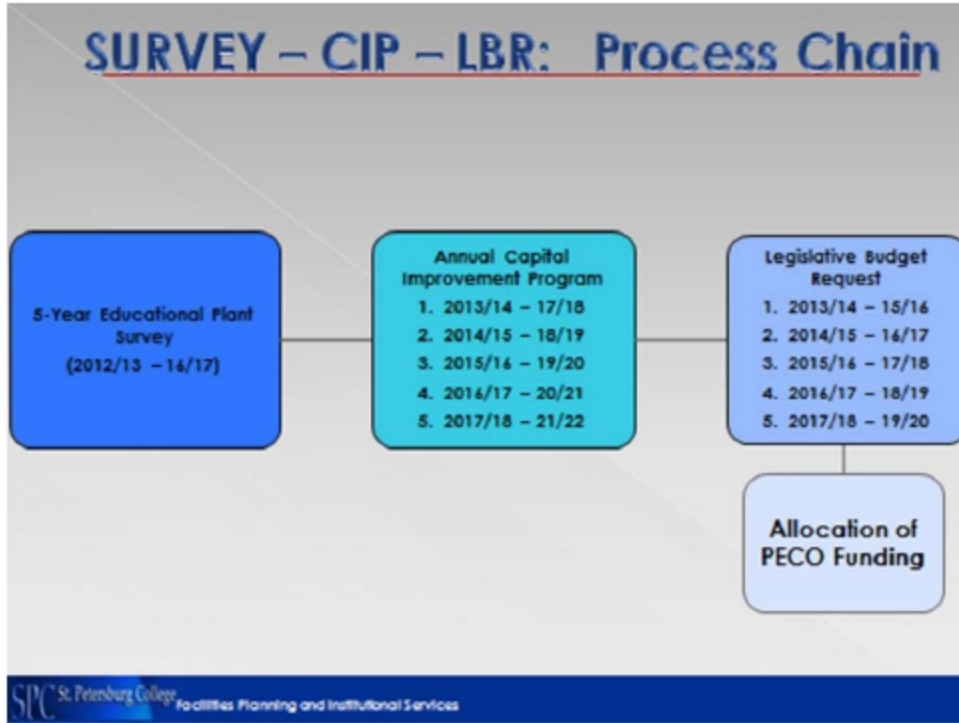 SURVEY – CIP – LBR: Process Chain
5-Year Educational Plant
Survey
(2012/13 – 16/17)
Annual Capital
Improvement Program
1. 2013/14 – 17/18
2. 2014/15 – 18/19
3. 2015/16 – 19/20
4. 2016/17 – 20/21
5. 2017/18 – 21/22
Legislative Budget
Request
1. 2013/14 – 15/16
2. 2014/15 – 16/17
3. 2015/16 – 17/18
4. 2016/17 – 18/19
5. 2017/18 – 19/20
Allocation of
PECO Funding
SPC St. Petersburg College Facilities Planning and Institutional Services